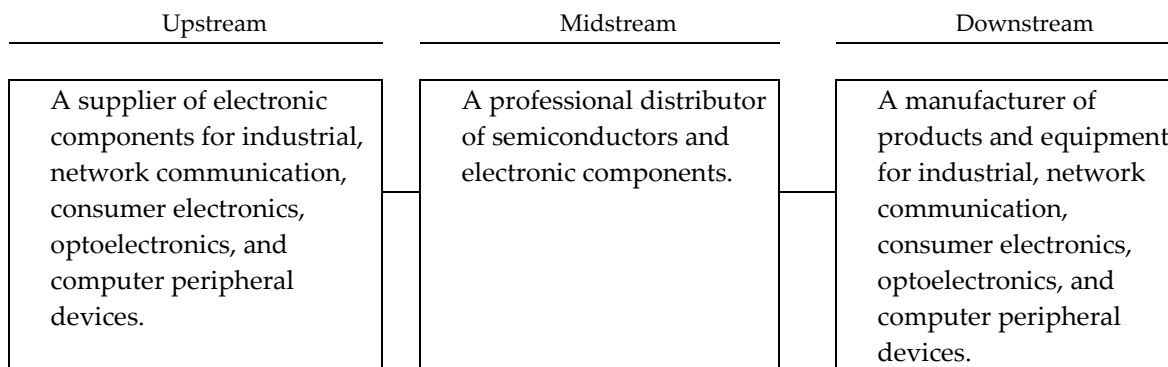 Upstream
Midstream
Downstream
A supplier of electronic
components for industrial,
network communication,
consumer electronics,
optoelectronics, and
computer peripheral
devices.
A professional distributor
of semiconductors and
electronic components.
A manufacturer of
products and equipment
for industrial, network
communication,
consumer electronics,
optoelectronics, and
computer peripheral
devices.